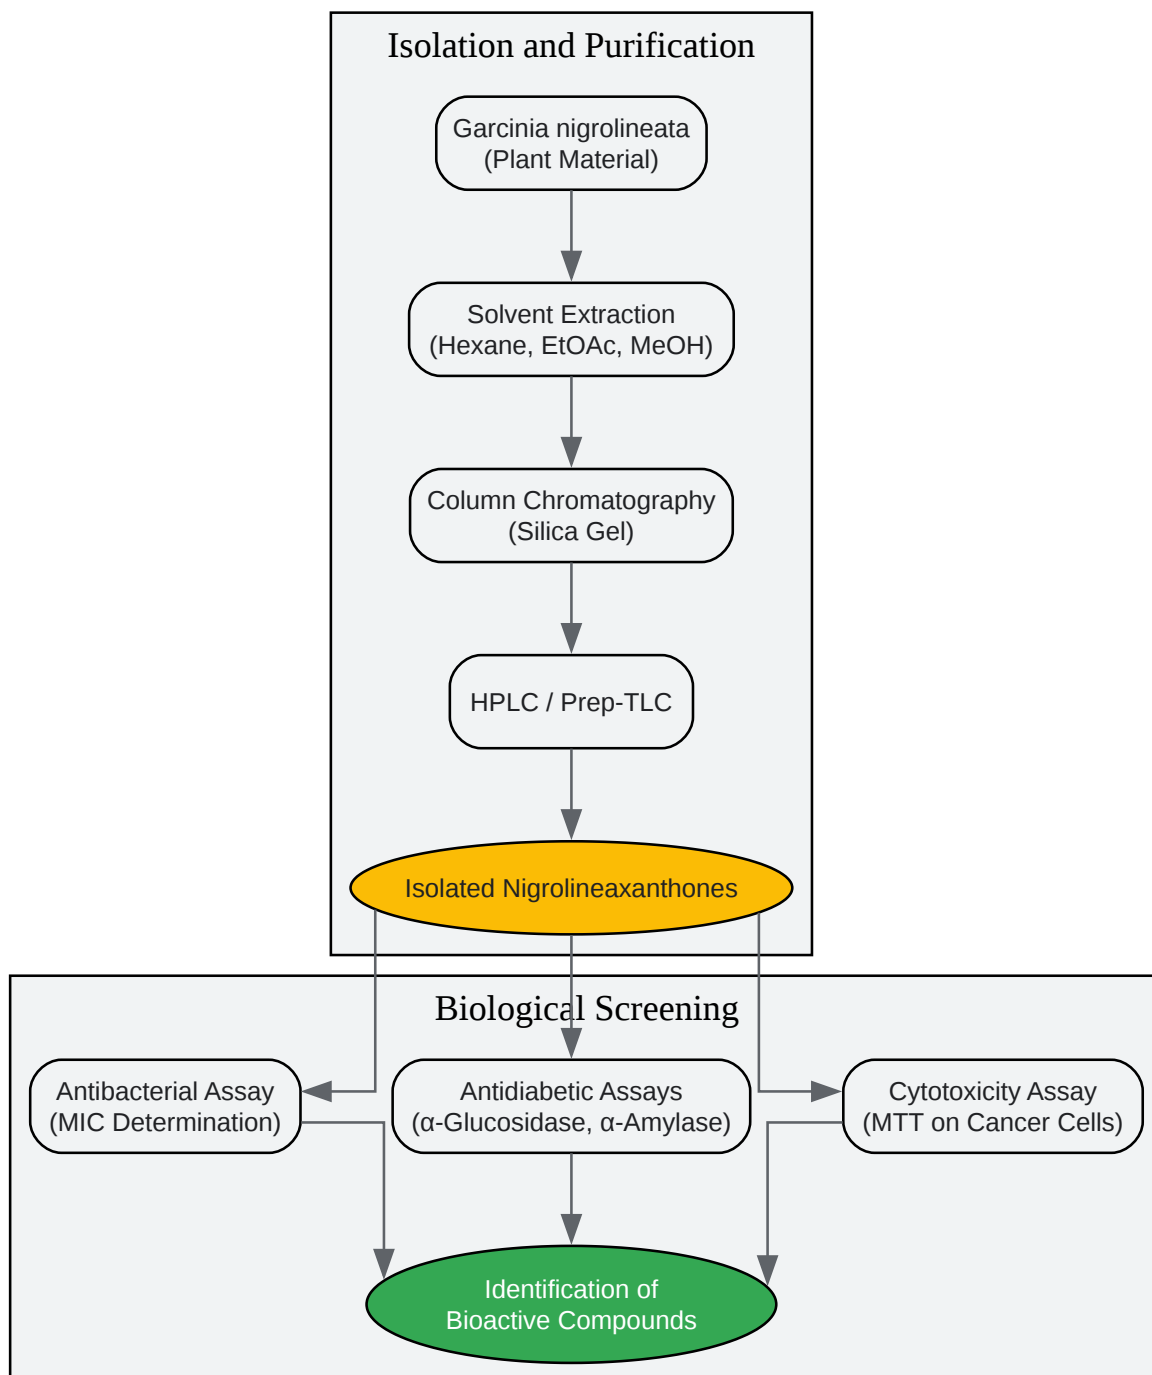 Isolation and Purification
Garcinia nigrolineata
(Plant Material)
Solvent Extraction
(Hexane, EtOAc, MeOH)
Column Chromatography
(Silica Gel)
HPLC / Prep-TLC
Isolated Nigrolineaxanthones
Biological Screening
Antibacterial Assay
(MIC Determination)
Antidiabetic Assays
(α-Glucosidase, α-Amylase)
Cytotoxicity Assay
(MTT on Cancer Cells)
Identification of
Bioactive Compounds